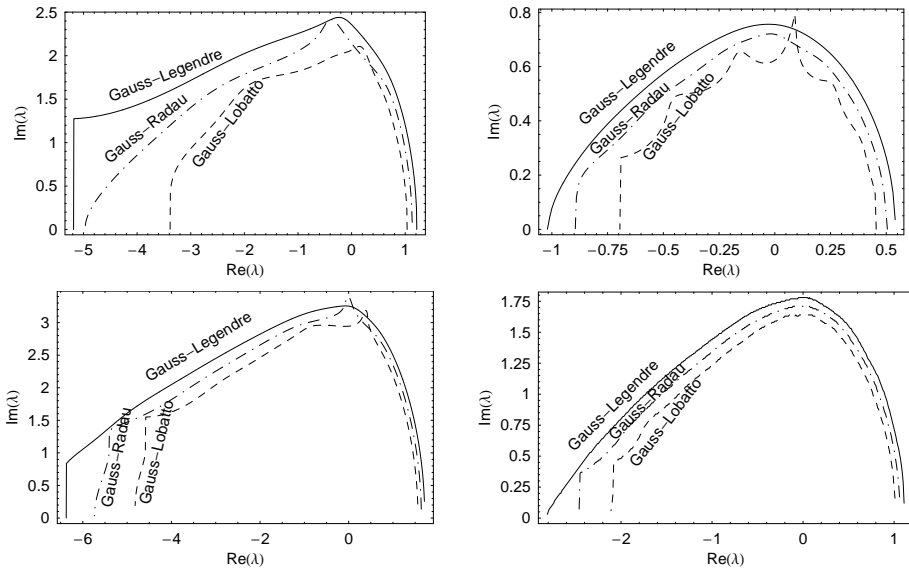 2.5
2
1.5
1
0.5
0
Im(λ)
−5 −4 −3 −2 −1 0 1
Re(λ)
Gauss−Legendre
Gauss−Radau
Gauss−Lobatto
0.8
0.6
0.4
0.2
0
Im(λ)
−1 −0.75 −0.5 −0.25 0 0.25 0.5
Re(λ)
Gauss−Legendre
Gauss−Radau
Gauss−Lobatto
3
2.5
2
1.5
1
0.5
0
Im(λ)
−6 −4 −2 0
Re(λ)
Gauss−Legendre
Gauss−Radau
Gauss−Lobatto
1.75
1.5
1.25
1
0.75
0.5
0.25
0
Im(λ)
−2 −1 0 1
Re(λ)
Gauss−Legendre
Gauss−Radau
Gauss−Lobatto